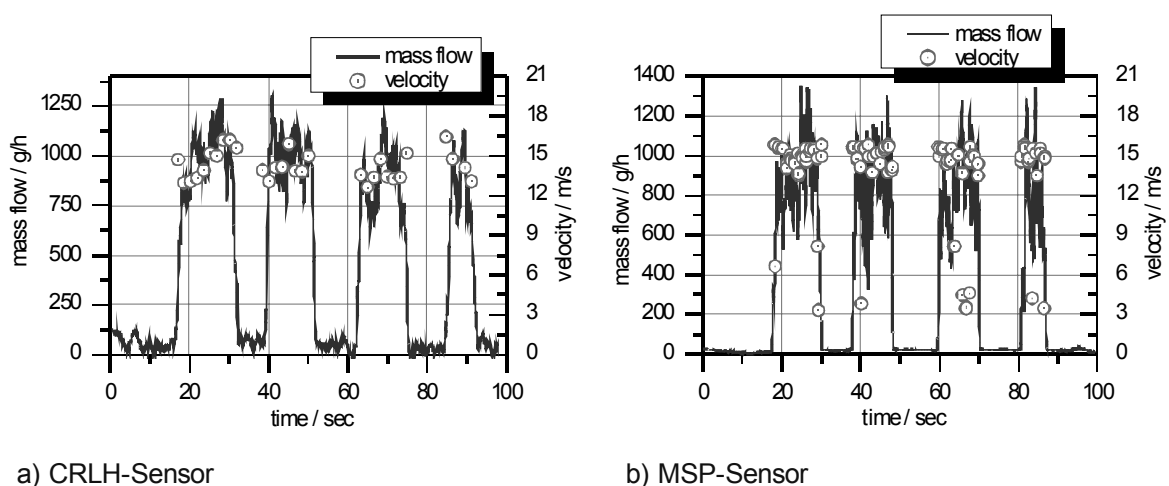 mass flow
velocity
1250
1000
750
500
250
0
mass flow / g/h
21
18
15
12
9
6
3
0
velocity / m/s
0 20 40 60 80 100
time / sec
a) CRLH-Sensor
mass flow
velocity
1400
1200
1000
800
600
400
200
0
mass flow / g/h
21
18
15
12
9
6
3
0
velocity / m/s
0 20 40 60 80 100
time / sec
b) MSP-Sensor